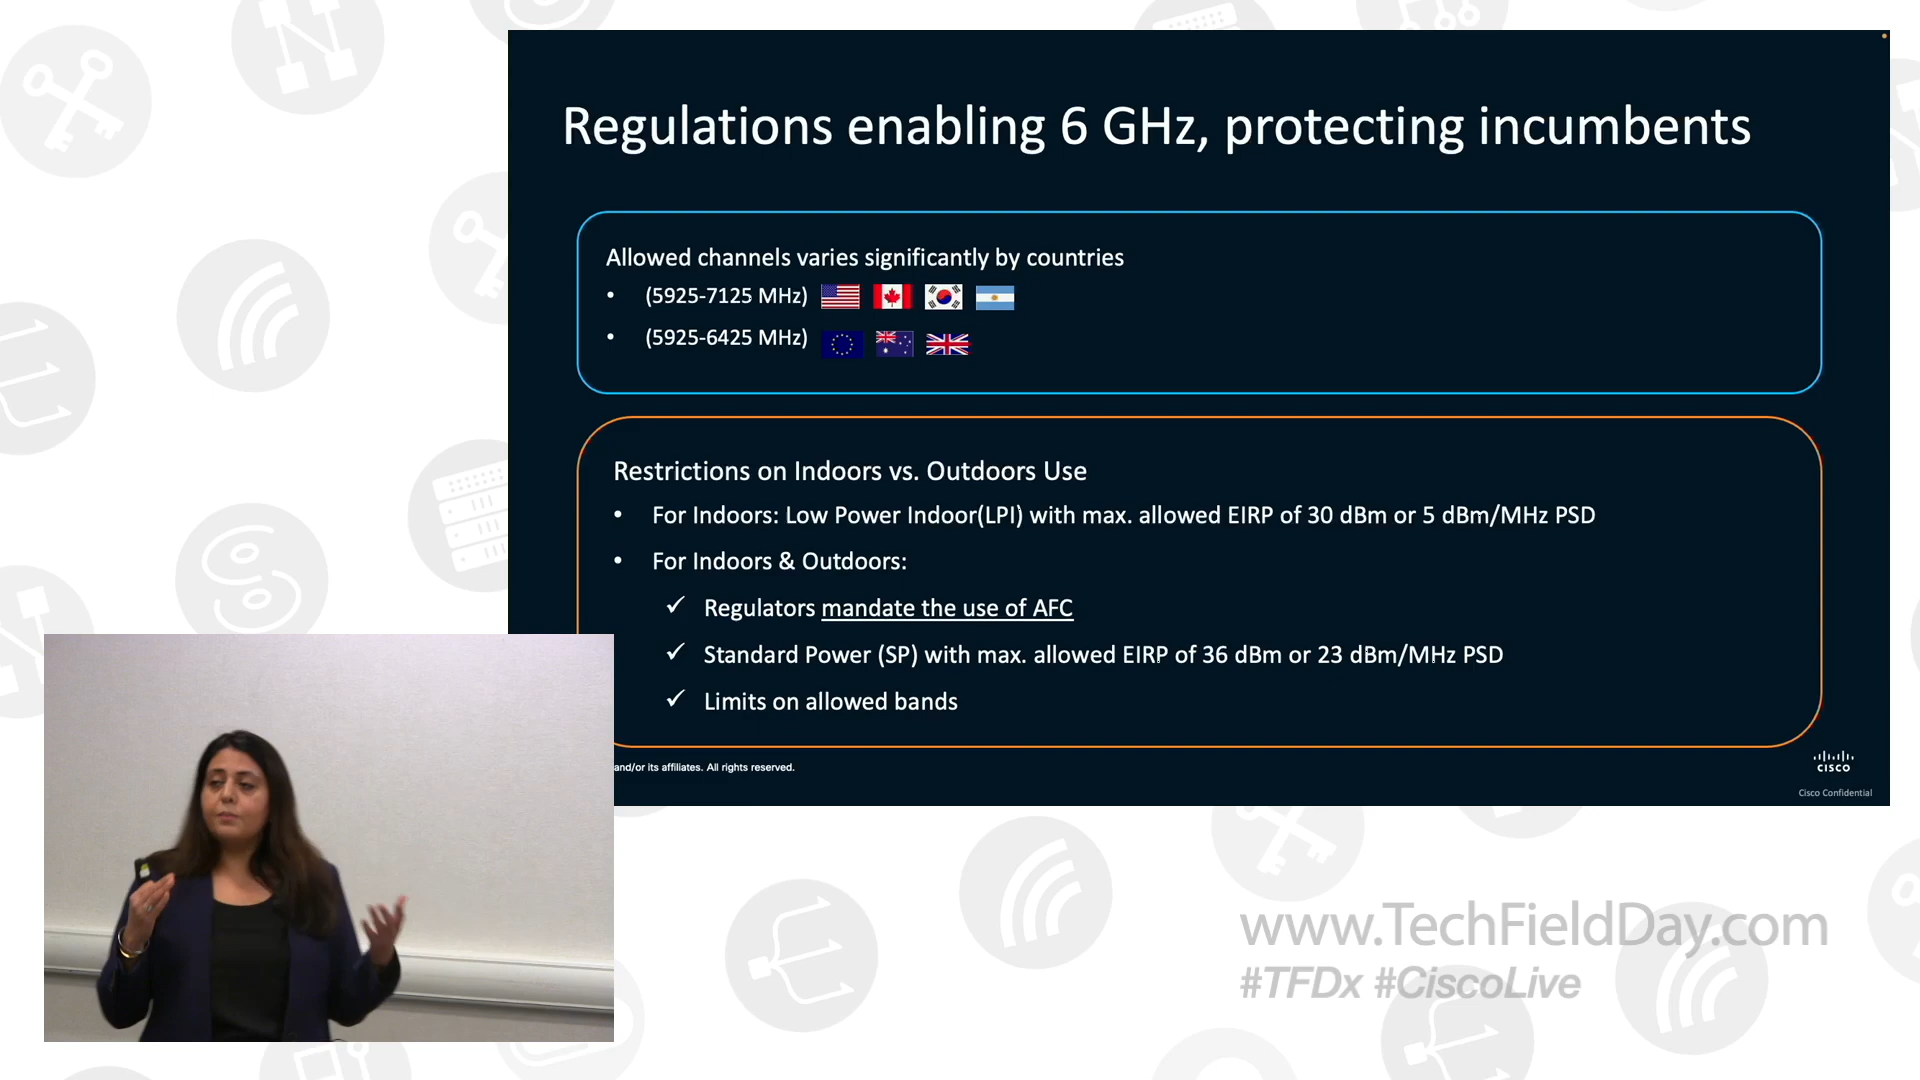 Regulations enabling 6 GHz, protecting incumbents
Allowed channels varies significantly by countries
• (5925-7125 MHz)
• (5925-6425 MHz)
Restrictions on Indoors vs. Outdoors Use
• For Indoors: Low Power Indoor(LPI) with max. allowed EIRP of 30 dBm or 5 dBm/MHz PSD
• For Indoors & Outdoors:
✓ Regulators mandate the use of AFC
✓ Standard Power (SP) with max. allowed EIRP of 36 dBm or 23 dBm/MHz PSD
✓ Limits on allowed bands
and/or its affiliates. All rights reserved.
CISCO
Cisco Confidential
www.TechFieldDay.com
#TFDx #CiscoLive